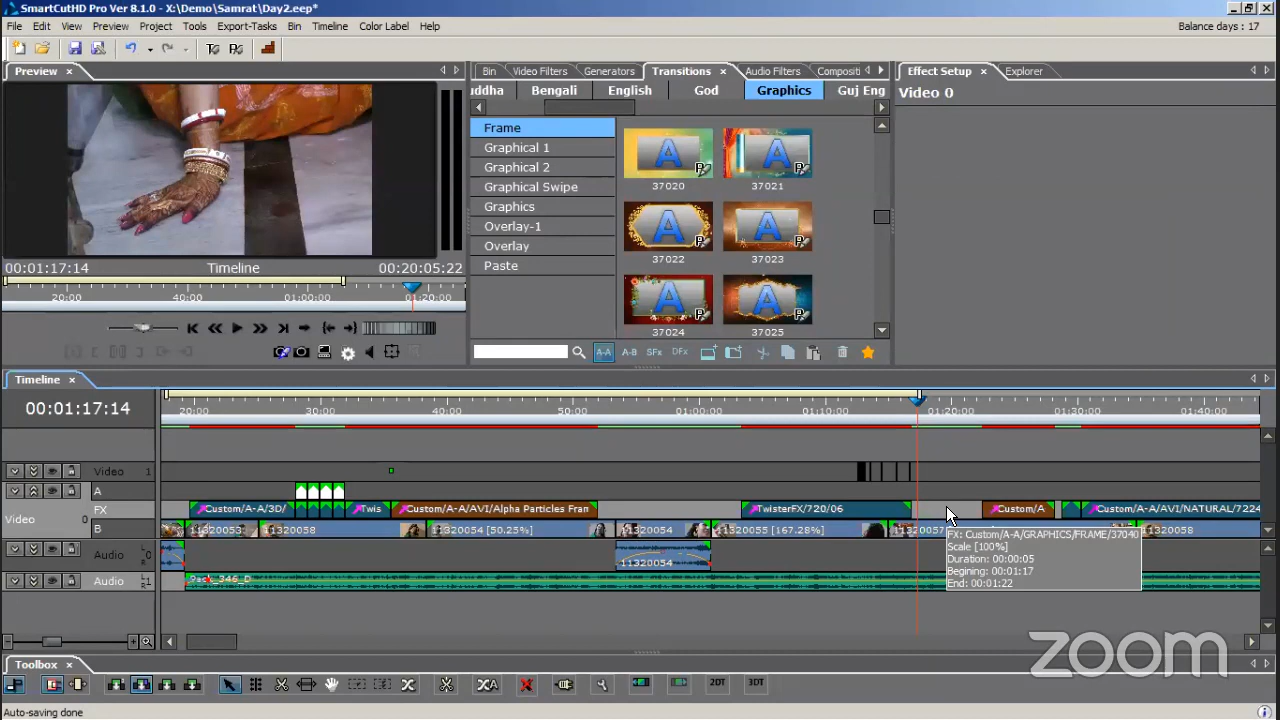 SmartCutHD Pro Ver 8.1.0 - X:\Demo\Samrat\Day2.eep*
File Edit View Preview Project Tools Export-Tasks Bin Timeline Color Label Help
Balance days : 17
Preview
Bin Video Filters Generators Transitions Audio Filters Compositi
Effect Setup Explorer
uddha Bengali English God Graphics Guj Eng
Video 0
Frame
Graphical 1
Graphical 2
Graphical Swipe
Graphics
Overlay-1
Overlay
Paste
37020 37021
37022 37023
37024 37025
00:01:17:14 Timeline 00:20:05:22
20:00 40:00 01:00:00 01:20:00
A-A A-B SFx DFx
Timeline
00:01:17:14
20:00 30:00 40:00 50:00 01:00:00 01:10:00 01:20:00 01:30:00 01:40:00
Video 1
A
FX Custom/A-A/3D/ Twis Custom/A-A/AVI/Alpha Particles Fran TwisterFX/720/06 Custom/A Custom/A-A/AVI/NATURAL/7224
Video 0
B 11320053 11320058 11320054 [50.25%] 11320054 11320055 [167.28%] 1132005 11320058
FX: Custom/A-A/GRAPHICS/FRAME/37040
Scale [100%]
Duration: 00:00:05
Begining: 00:01:17
End: 00:01:22
Audio 0
11320054
Audio 1
_346_D
zoom
Toolbox
XA 2DT 3DT
Auto-saving done